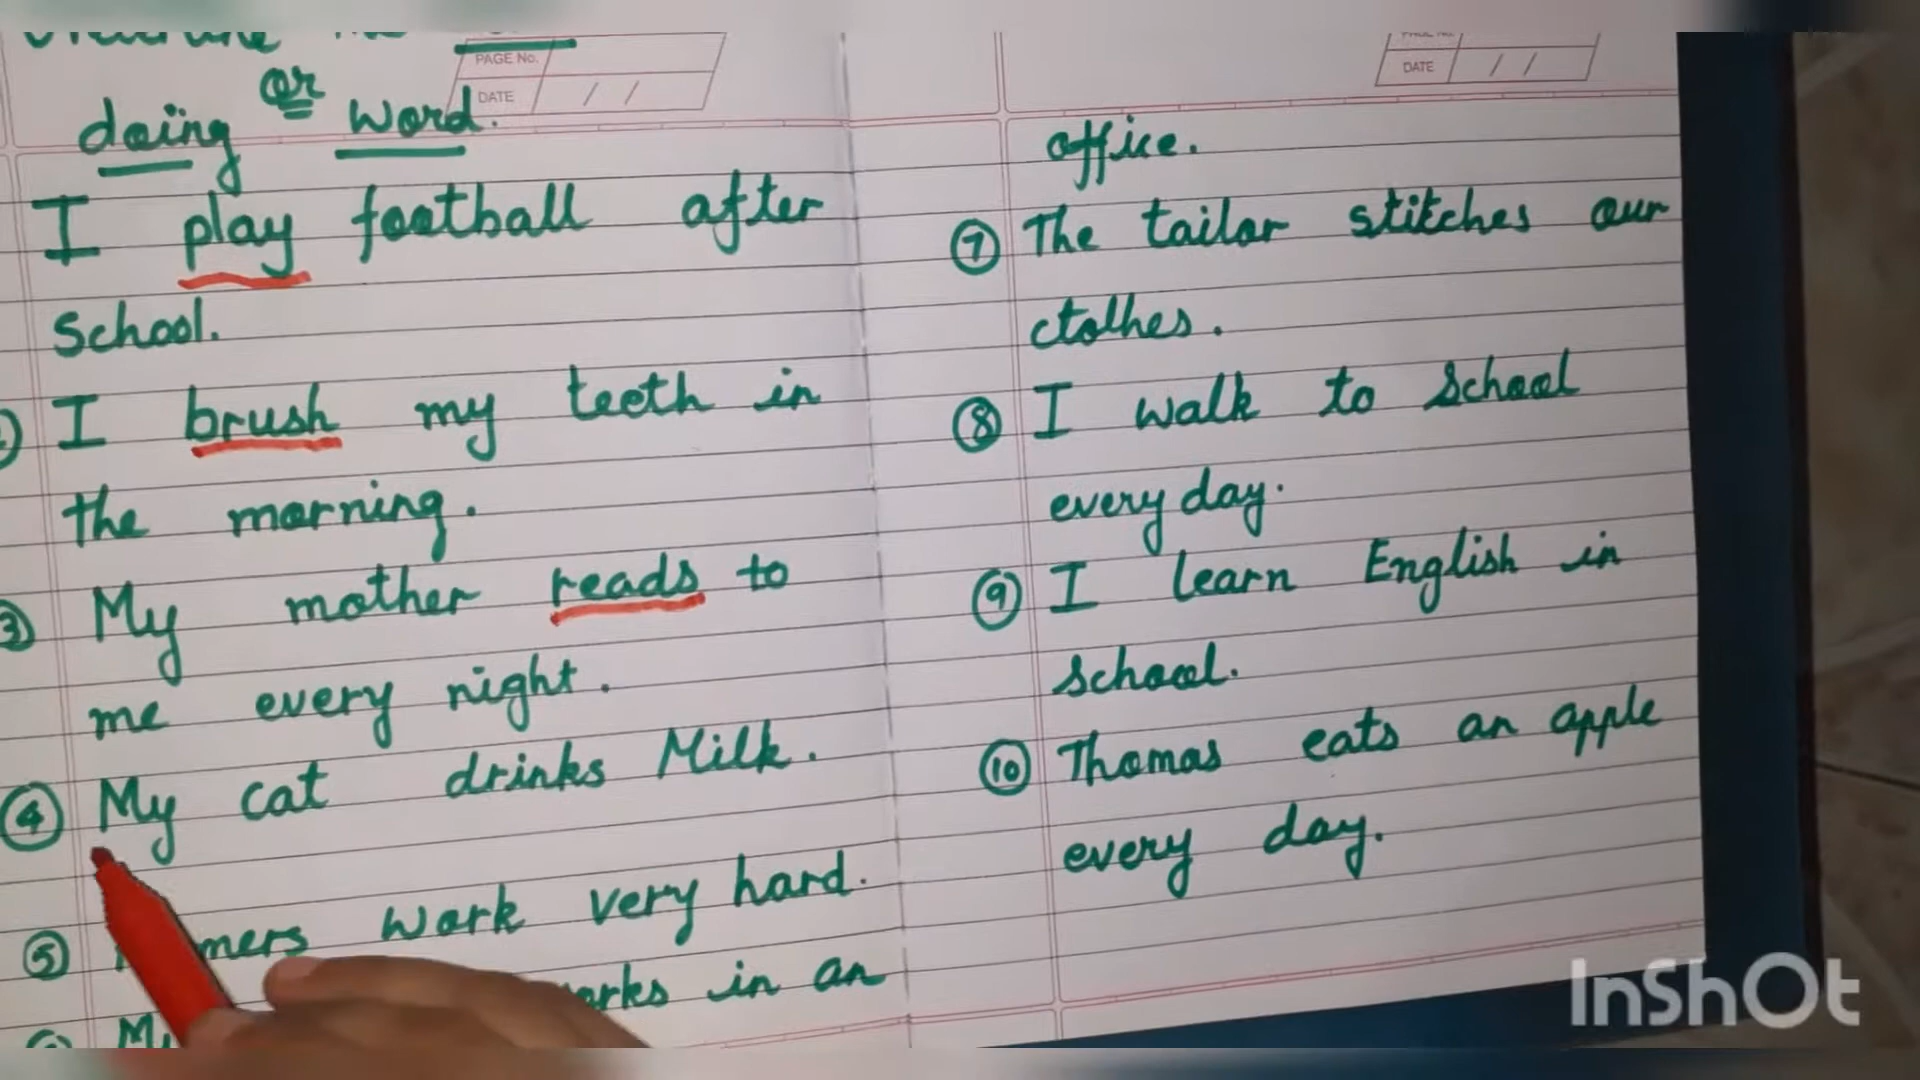 PAGE No.
DATE / /
or
doing word.
I play football after
School.
I brush my teeth in
the morning.
3 My mother reads to
me every night.
4 My cat drinks Milk.
5 work very hard.
in an
PAGE No.
DATE / /
office.
7 The tailor stitches our
clothes.
8 I walk to School
every day.
9 I learn English in
school.
10 Thomas eats an apple
every day.
InShOt